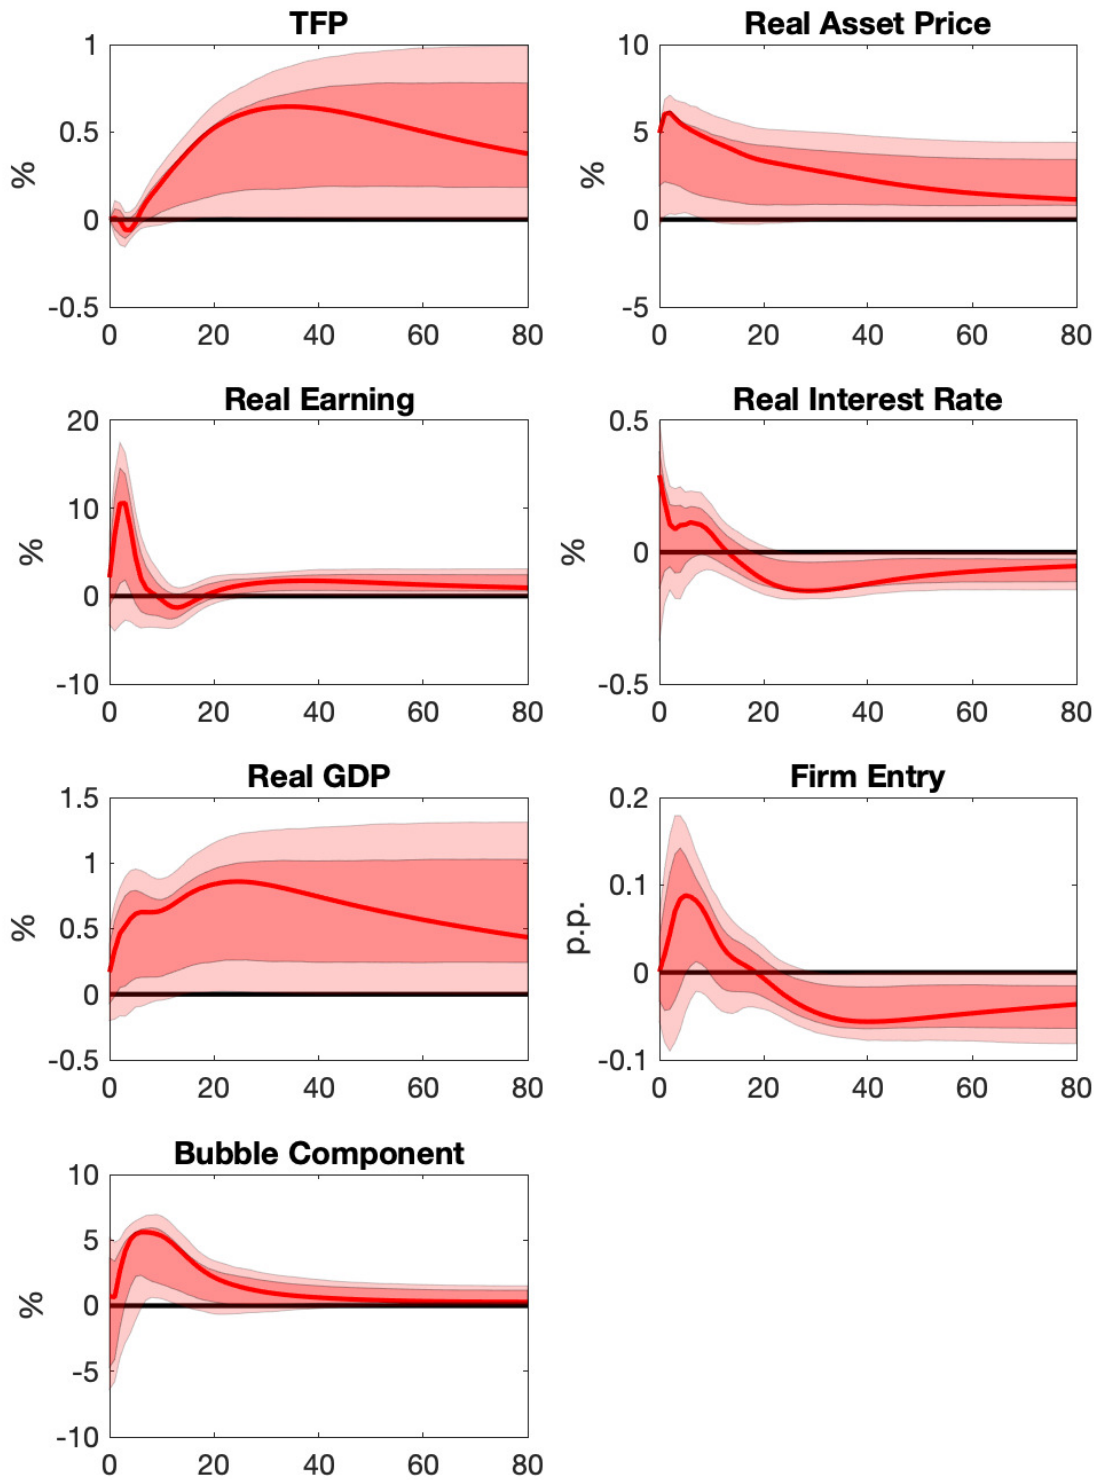 TFP
1
0.5
0
-0.5
%
0 20 40 60 80
Real Asset Price
10
5
0
-5
%
0 20 40 60 80
Real Earning
20
10
0
-10
%
0 20 40 60 80
Real Interest Rate
0.5
0
-0.5
%
0 20 40 60 80
Real GDP
1.5
1
0.5
0
-0.5
%
0 20 40 60 80
Firm Entry
0.2
0.1
0
-0.1
p.p.
0 20 40 60 80
Bubble Component
10
5
0
-5
-10
%
0 20 40 60 80